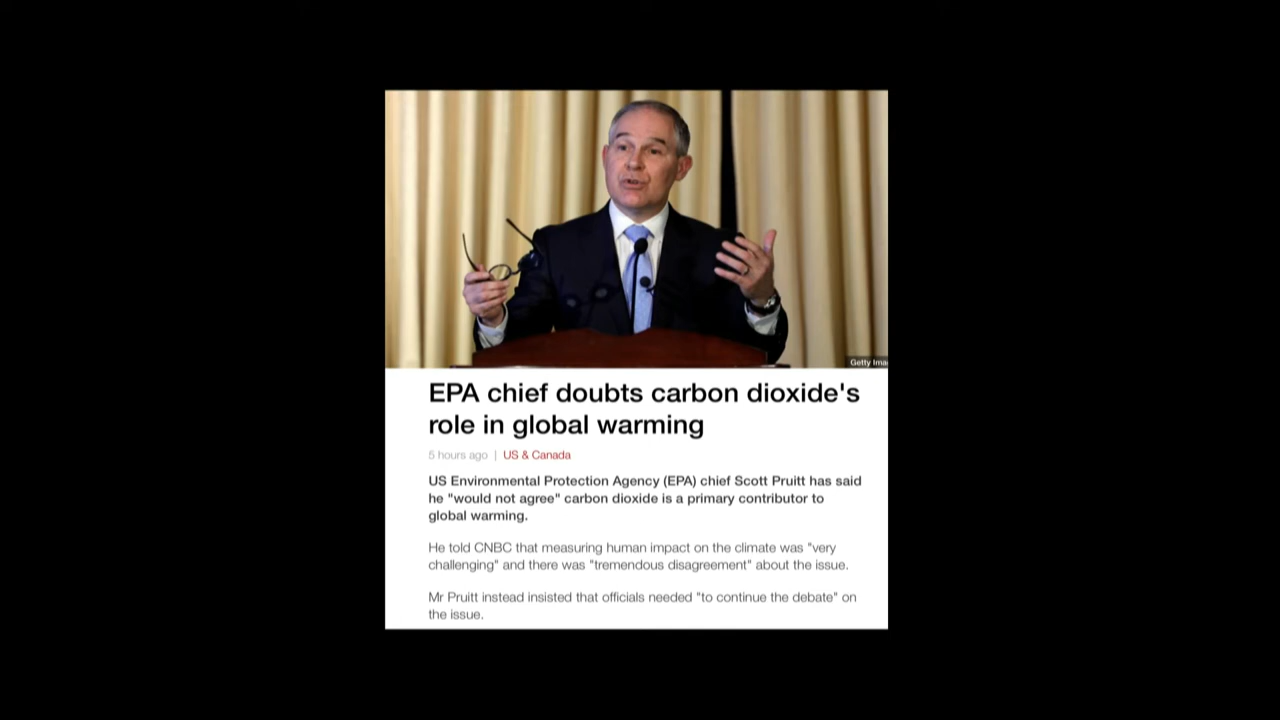 Getty Ima
EPA chief doubts carbon dioxide's
role in global warming
5 hours ago | US & Canada
US Environmental Protection Agency (EPA) chief Scott Pruitt has said
he "would not agree" carbon dioxide is a primary contributor to
global warming.
He told CNBC that measuring human impact on the climate was "very
challenging" and there was "tremendous disagreement" about the issue.
Mr Pruitt instead insisted that officials needed "to continue the debate" on
the issue.